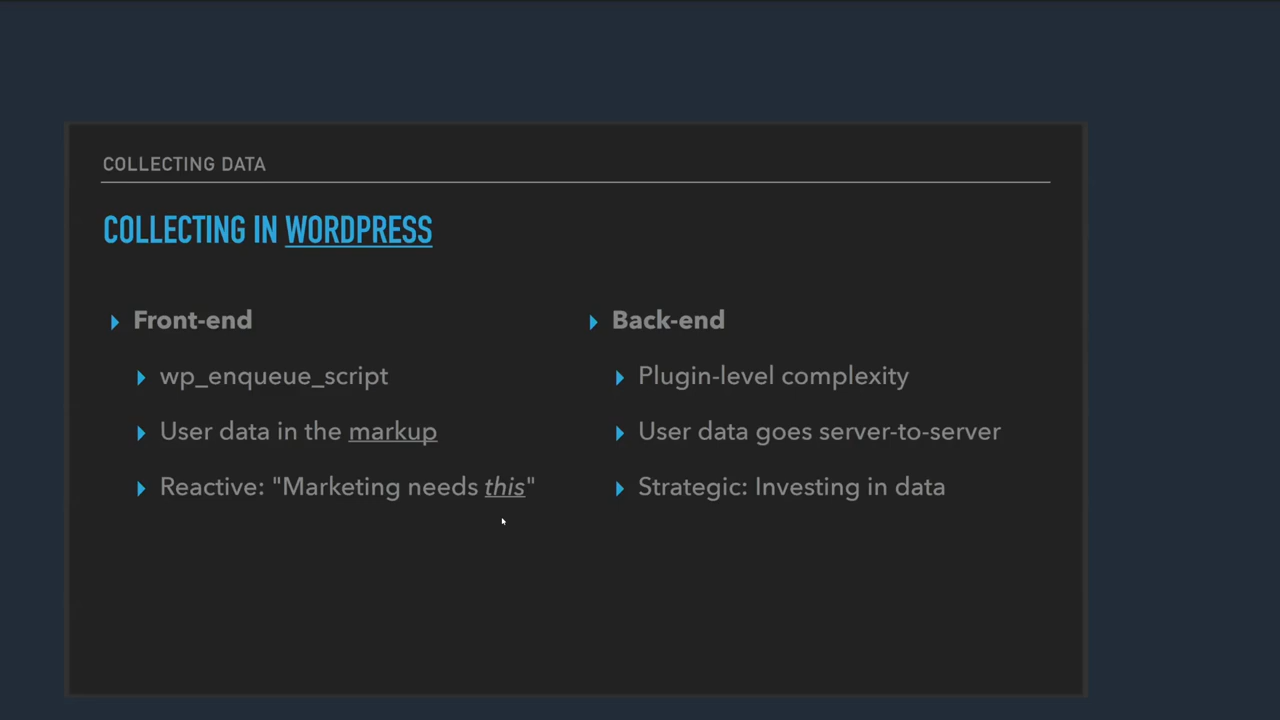 COLLECTING DATA
COLLECTING IN WORDPRESS
Front-end
wp_enqueue_script
User data in the markup
Reactive: "Marketing needs this"
Back-end
Plugin-level complexity
User data goes server-to-server
Strategic: Investing in data